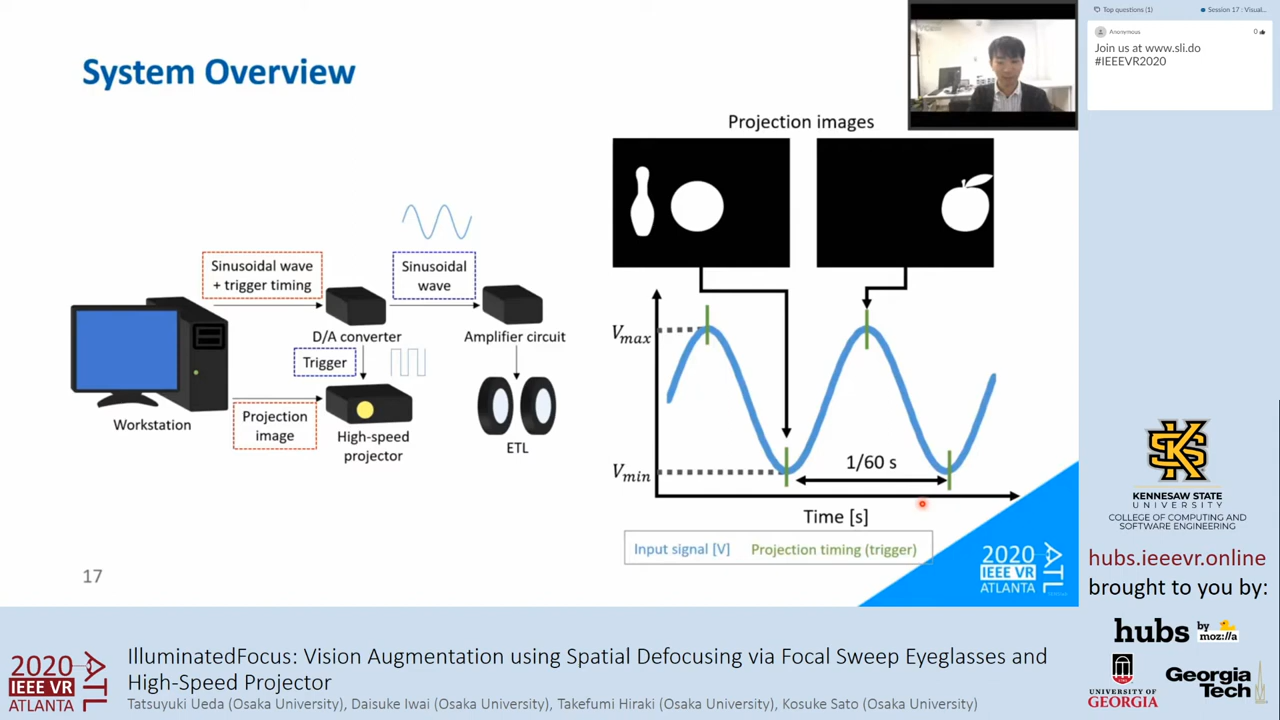 System Overview
Projection images
Sinusoidal wave
+ trigger timing
Sinusoidal
wave
D/A converter
Amplifier circuit
Trigger
Workstation
Projection
image
High-speed
projector
ETL
Vmax
Vmin
1/60 s
Time [s]
Input signal [V] Projection timing (trigger)
17
2020
IEEE VR
ATLANTA
ATL
Top questions (1)
Session 17 : Visual...
Anonymous
0
Join us at www.sli.do
#IEEEVR2020
KS
KENNESAW STATE
UNIVERSITY
COLLEGE OF COMPUTING AND
SOFTWARE ENGINEERING
hubs.ieeevr.online
brought to you by:
hubs by
moz://a
UNIVERSITY OF
GEORGIA
Georgia
Tech
2020
IEEE VR
ATLANTA
ATL
IlluminatedFocus: Vision Augmentation using Spatial Defocusing via Focal Sweep Eyeglasses and
High-Speed Projector
Tatsuyuki Ueda (Osaka University), Daisuke Iwai (Osaka University), Takefumi Hiraki (Osaka University), Kosuke Sato (Osaka University)